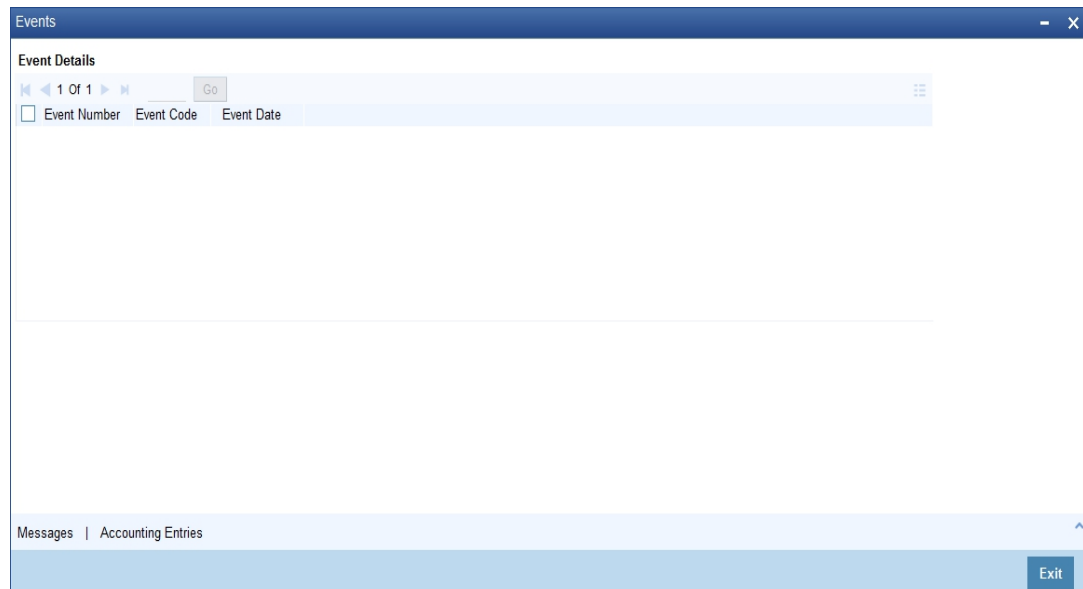 Events
Event Details
1 Of 1 Go
Event Number Event Code Event Date
Messages | Accounting Entries
Exit